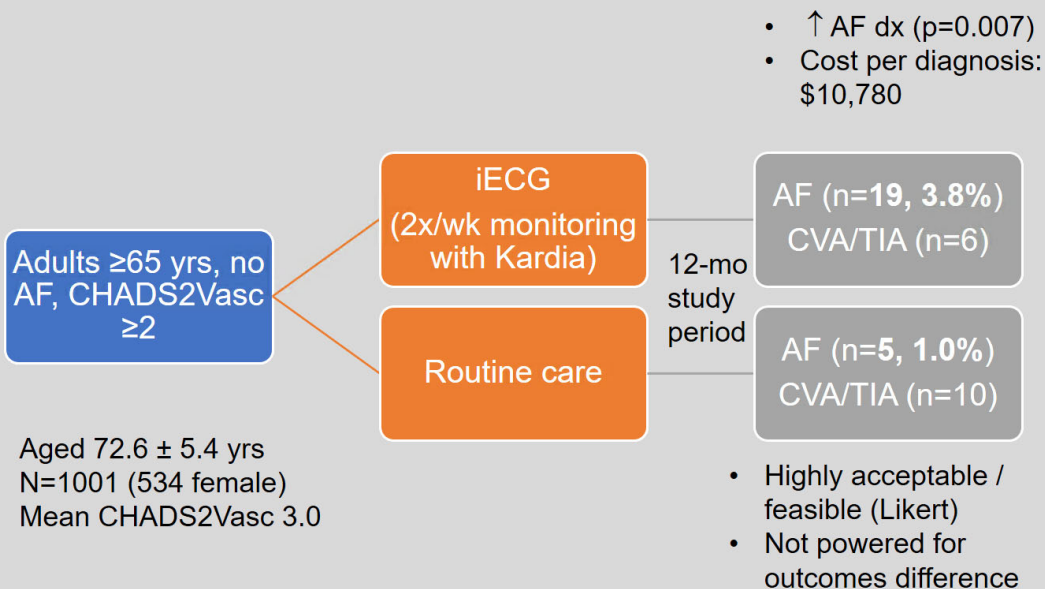 • ↑ AF dx (p=0.007)
• Cost per diagnosis:
$10,780
iECG
(2x/wk monitoring
with Kardia)
AF (n=19, 3.8%)
CVA/TIA (n=6)
Adults ≥65 yrs, no
AF, CHADS2Vasc
≥2
12-mo
study
period
Routine care
AF (n=5, 1.0%)
CVA/TIA (n=10)
Aged 72.6 ± 5.4 yrs
N=1001 (534 female)
Mean CHADS2Vasc 3.0
• Highly acceptable /
feasible (Likert)
• Not powered for
outcomes difference